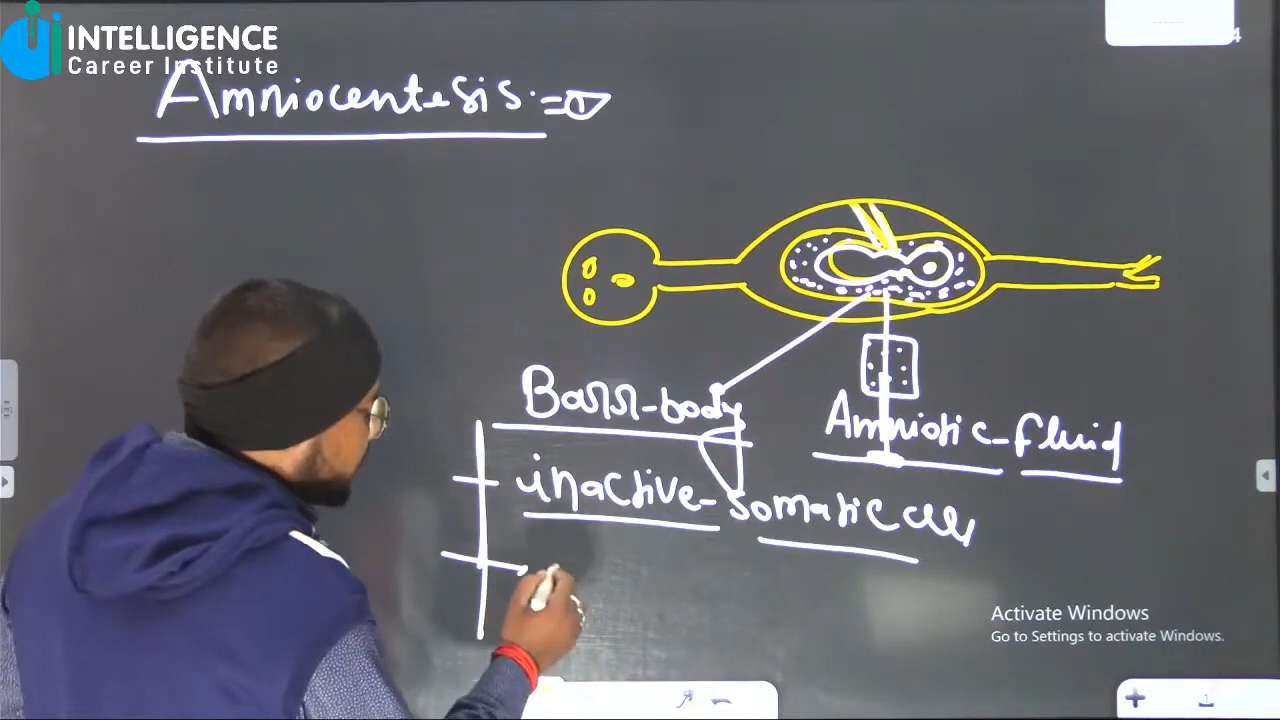 INTELLIGENCE
Career Institute
Amniocentesis.=①
Barr-body
Amniotic-fluid
inactive-somatic cell
Activate Windows
Go to Settings to activate Windows.